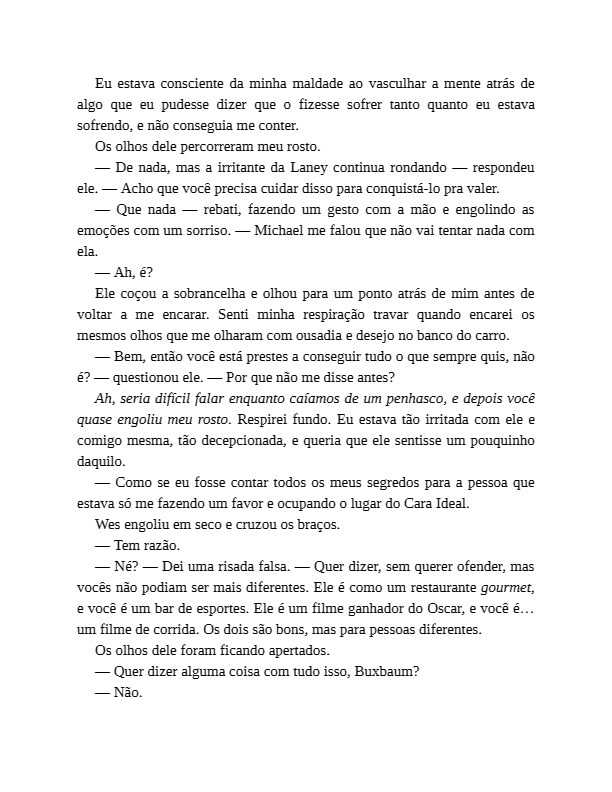 Eu estava consciente da minha maldade ao vasculhar a mente atrás de
algo que eu pudesse dizer que o fizesse sofrer tanto quanto eu estava
sofrendo, e não conseguia me conter.
Os olhos dele percorreram meu rosto.
— De nada, mas a irritante da Laney continua rondando — respondeu
ele. — Acho que você precisa cuidar disso para conquistá-lo pra valer.
— Que nada — rebati, fazendo um gesto com a mão e engolindo as
emoções com um sorriso. — Michael me falou que não vai tentar nada com
ela.
— Ah, é?
Ele coçou a sobrancelha e olhou para um ponto atrás de mim antes de
voltar a me encarar. Senti minha respiração travar quando encarei os
mesmos olhos que me olharam com ousadia e desejo no banco do carro.
— Bem, então você está prestes a conseguir tudo o que sempre quis, não
é? — questionou ele. — Por que não me disse antes?
Ah, seria difícil falar enquanto caíamos de um penhasco, e depois você
quase engoliu meu rosto. Respirei fundo. Eu estava tão irritada com ele e
comigo mesma, tão decepcionada, e queria que ele sentisse um pouquinho
daquilo.
— Como se eu fosse contar todos os meus segredos para a pessoa que
estava só me fazendo um favor e ocupando o lugar do Cara Ideal.
Wes engoliu em seco e cruzou os braços.
— Tem razão.
— Né? — Dei uma risada falsa. — Quer dizer, sem querer ofender, mas
vocês não podiam ser mais diferentes. Ele é como um restaurante gourmet,
e você é um bar de esportes. Ele é um filme ganhador do Oscar, e você é…
um filme de corrida. Os dois são bons, mas para pessoas diferentes.
Os olhos dele foram ficando apertados.
— Quer dizer alguma coisa com tudo isso, Buxbaum?
— Não.